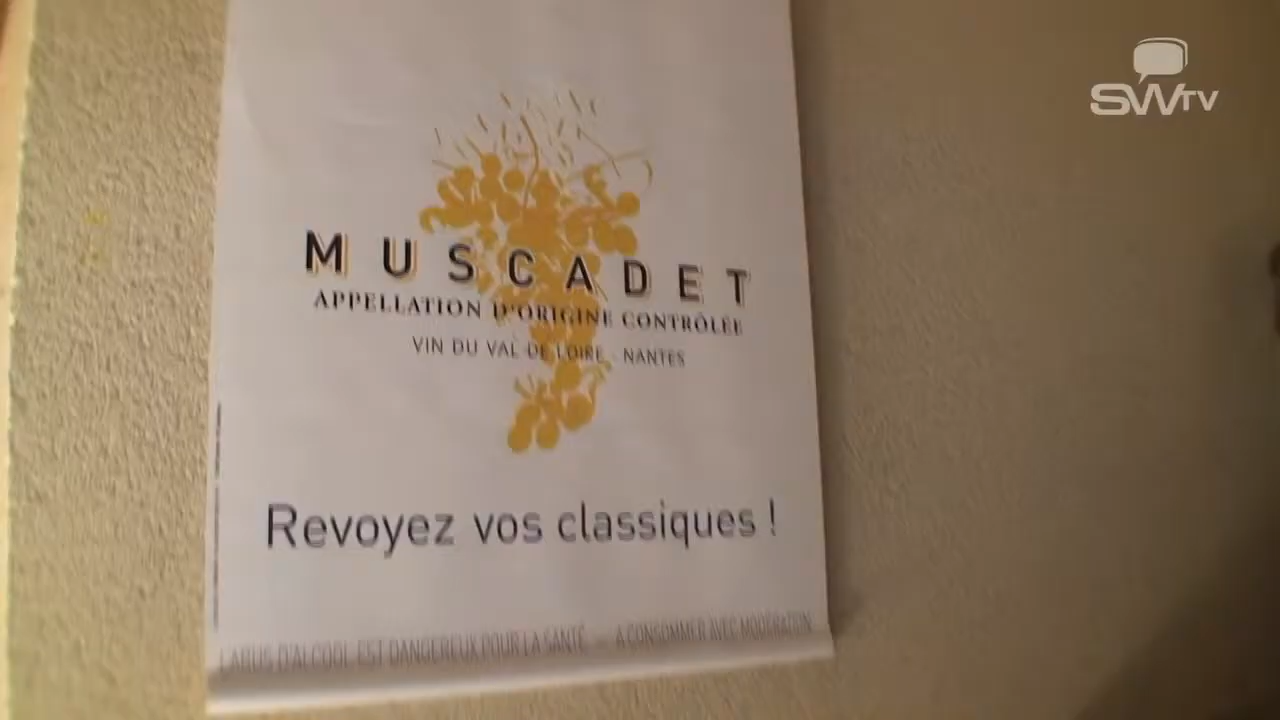 SWTV
MUSCADET
APPELLATION D'ORIGINE CONTRÔLÉE
VIN DU VAL DE LOIRE - NANTES
Revoyez vos classiques !
L'ABUS D'ALCOOL EST DANGEREUX POUR LA SANTÉ — A CONSOMMER AVEC MODÉRATION